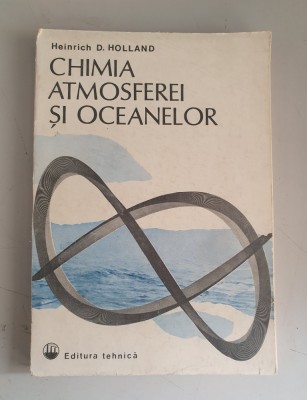 Heinrich D. HOLLAND
CHIMIA
ATMOSFEREI
ȘI OCEANELOR
Editura tehnică